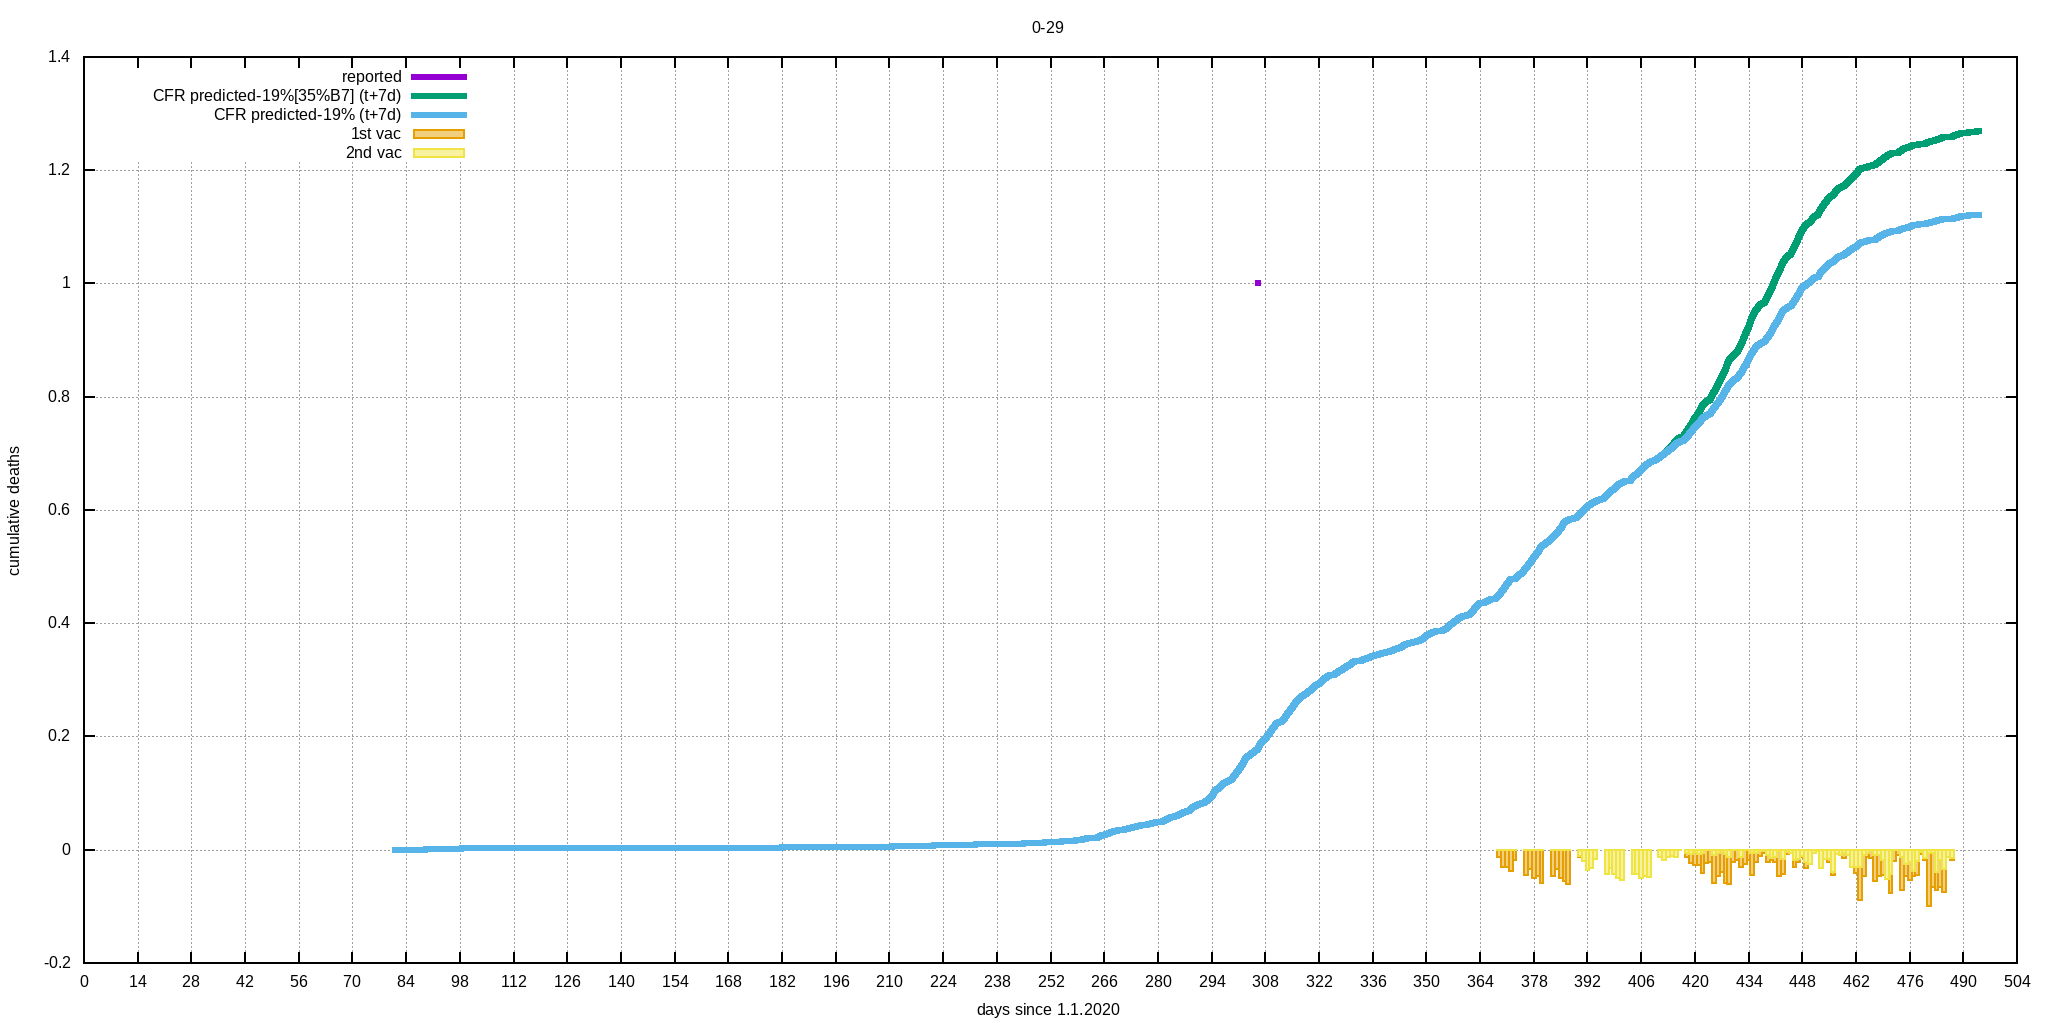 0-29
reported
CFR predicted-19%[35%B7] (t+7d)
CFR predicted-19% (t+7d)
1st vac
2nd vac
1.4
1.2
1
0.8
0.6
0.4
0.2
0
-0.2
cumulative deaths
0 14 28 42 56 70 84 98 112 126 140 154 168 182 196 210 224 238 252 266 280 294 308 322 336 350 364 378 392 406 420 434 448 462 476 490 504
days since 1.1.2020